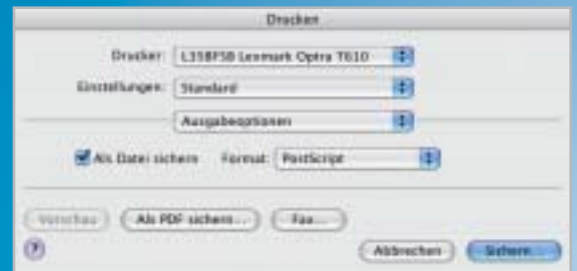 Drucken
Drucker: L358F5B Lexmark Optra T610
Einstellungen: Standard
Ausgabeoptionen
Als Datei sichern Format: PostScript
Vorschau Als PDF sichern... Fax...
? Abbrechen Sichern...